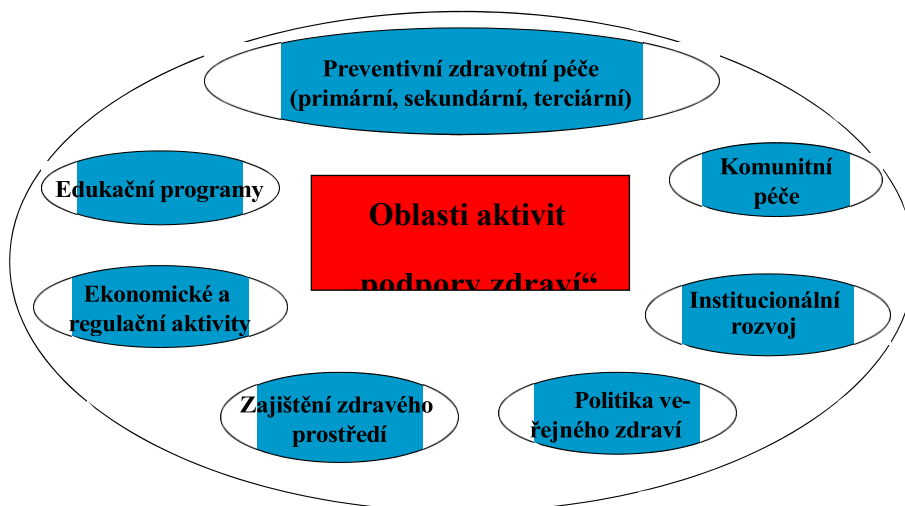 Preventivní zdravotní péče
(primární, sekundární, terciární)
Edukační programy
Komunitní
péče
Oblasti aktivit
podpory zdraví“
Ekonomické a
regulační aktivity
Institucionální
rozvoj
Zajištění zdravého
prostředí
Politika ve-
řejného zdraví